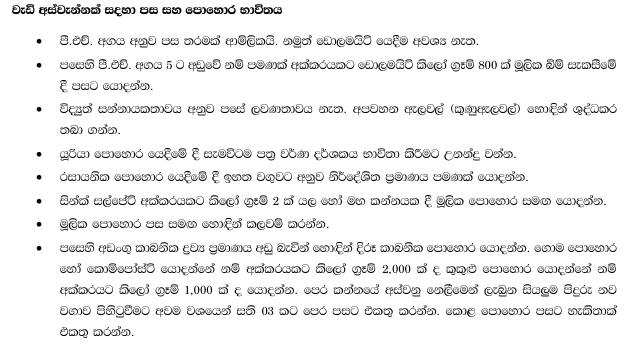 වැඩි අස්වැන්නක් සඳහා පස සහ පොහොර භාවිතය
• පී.එච්. අගය අනුව පස තරමක් ආම්ලිකයි. නමුත් ඩොලමයිට් යෙදීම අවශ්‍ය නැත.
• පසෙහි පී.එච්. අගය 5 ට අඩුවේ නම් පමණක් අක්කරයකට ඩොලමයිට් කිලෝ ග්‍රෑම් 800 ක් මූලික බිම් සැකසීමේ
දී පසට යොදන්න.
• විද්‍යුත් සන්නායකතාවය අනුව පසේ ලවණතාවය නැත. අපවහන ඇලවල් (කුණුඇලවල්) හොඳින් ශුද්ධකර
තබා ගන්න.
• යූරියා පොහොර යෙදීමේ දී සැමවිටම පත්‍ර වර්ණ දර්ශකය භාවිතා කිරීමට උනන්දු වන්න.
• රසායනික පොහොර යෙදීමේ දී ඉහත වගුවට අනුව නිර්දේශිත ප්‍රමාණය පමණක් යොදන්න.
• සින්ක් සල්පේට් අක්කරයකට කිලෝ ග්‍රෑම් 2 ක් යල හෝ මහ කන්නයක දී මූලික පොහොර සමඟ යොදන්න.
• මූලික පොහොර පස සමඟ හොඳින් කලවම් කරන්න.
• පසෙහි අඩංගු කාබනික ද්‍රව්‍ය ප්‍රමාණය අඩු බැවින් හොඳින් දිරූ කාබනික පොහොර යොදන්න. ගොම පොහොර
හෝ කොම්පෝස්ට් යොදන්නේ නම් අක්කරයකට කිලෝ ග්‍රෑම් 2,000 ක් ද කුකුළු පොහොර යොදන්නේ නම්
අක්කරයට කිලෝ ග්‍රෑම් 1,000 ක් ද යොදන්න. පෙර කන්නයේ අස්වනු නෙලීමෙන් ලැබුන සියලුම පිදුරු නව
වගාව පිහිටුවීමට අවම වශයෙන් සති 03 කට පෙර පසට එකතු කරන්න. කොළ පොහොර පසට හැකිතාක්
එකතු කරන්න.